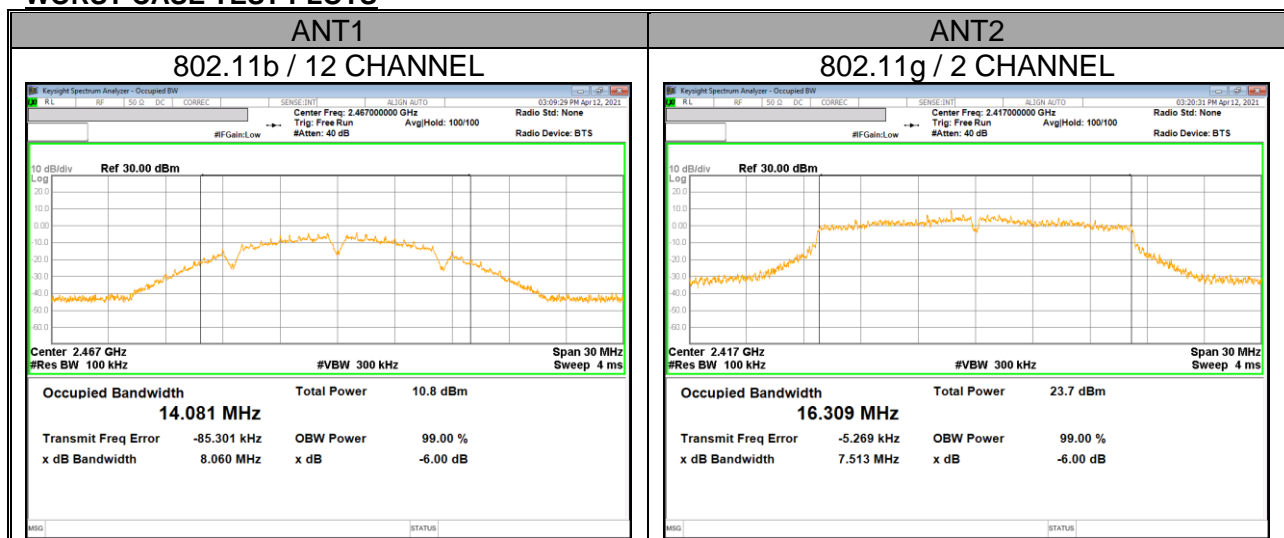 WORST CASE TEST PLOTS
ANT1
ANT2
802.11b / 12 CHANNEL
802.11g / 2 CHANNEL
Keysight Spectrum Analyzer - Occupied BW
RL RF 50 Ω DC CORREC SENSE:INT ALIGN AUTO 03:09:29 PM Apr 12, 2021
Center Freq: 2.467000000 GHz Radio Std: None
Trig: Free Run Avg|Hold: 100/100
#IFGain:Low #Atten: 40 dB Radio Device: BTS
10 dB/div Ref 30.00 dBm
Log
20.0
10.0
0.00
-10.0
-20.0
-30.0
-40.0
-50.0
-60.0
Center 2.467 GHz Span 30 MHz
#Res BW 100 kHz #VBW 300 kHz Sweep 4 ms
Occupied Bandwidth Total Power 10.8 dBm
14.081 MHz
Transmit Freq Error -85.301 kHz OBW Power 99.00 %
x dB Bandwidth 8.060 MHz x dB -6.00 dB
MSG STATUS
Keysight Spectrum Analyzer - Occupied BW
RL RF 50 Ω DC CORREC SENSE:INT ALIGN AUTO 03:20:31 PM Apr 12, 2021
Center Freq: 2.417000000 GHz Radio Std: None
Trig: Free Run Avg|Hold: 100/100
#IFGain:Low #Atten: 40 dB Radio Device: BTS
10 dB/div Ref 30.00 dBm
Log
20.0
10.0
0.00
-10.0
-20.0
-30.0
-40.0
-50.0
-60.0
Center 2.417 GHz Span 30 MHz
#Res BW 100 kHz #VBW 300 kHz Sweep 4 ms
Occupied Bandwidth Total Power 23.7 dBm
16.309 MHz
Transmit Freq Error -5.269 kHz OBW Power 99.00 %
x dB Bandwidth 7.513 MHz x dB -6.00 dB
MSG STATUS